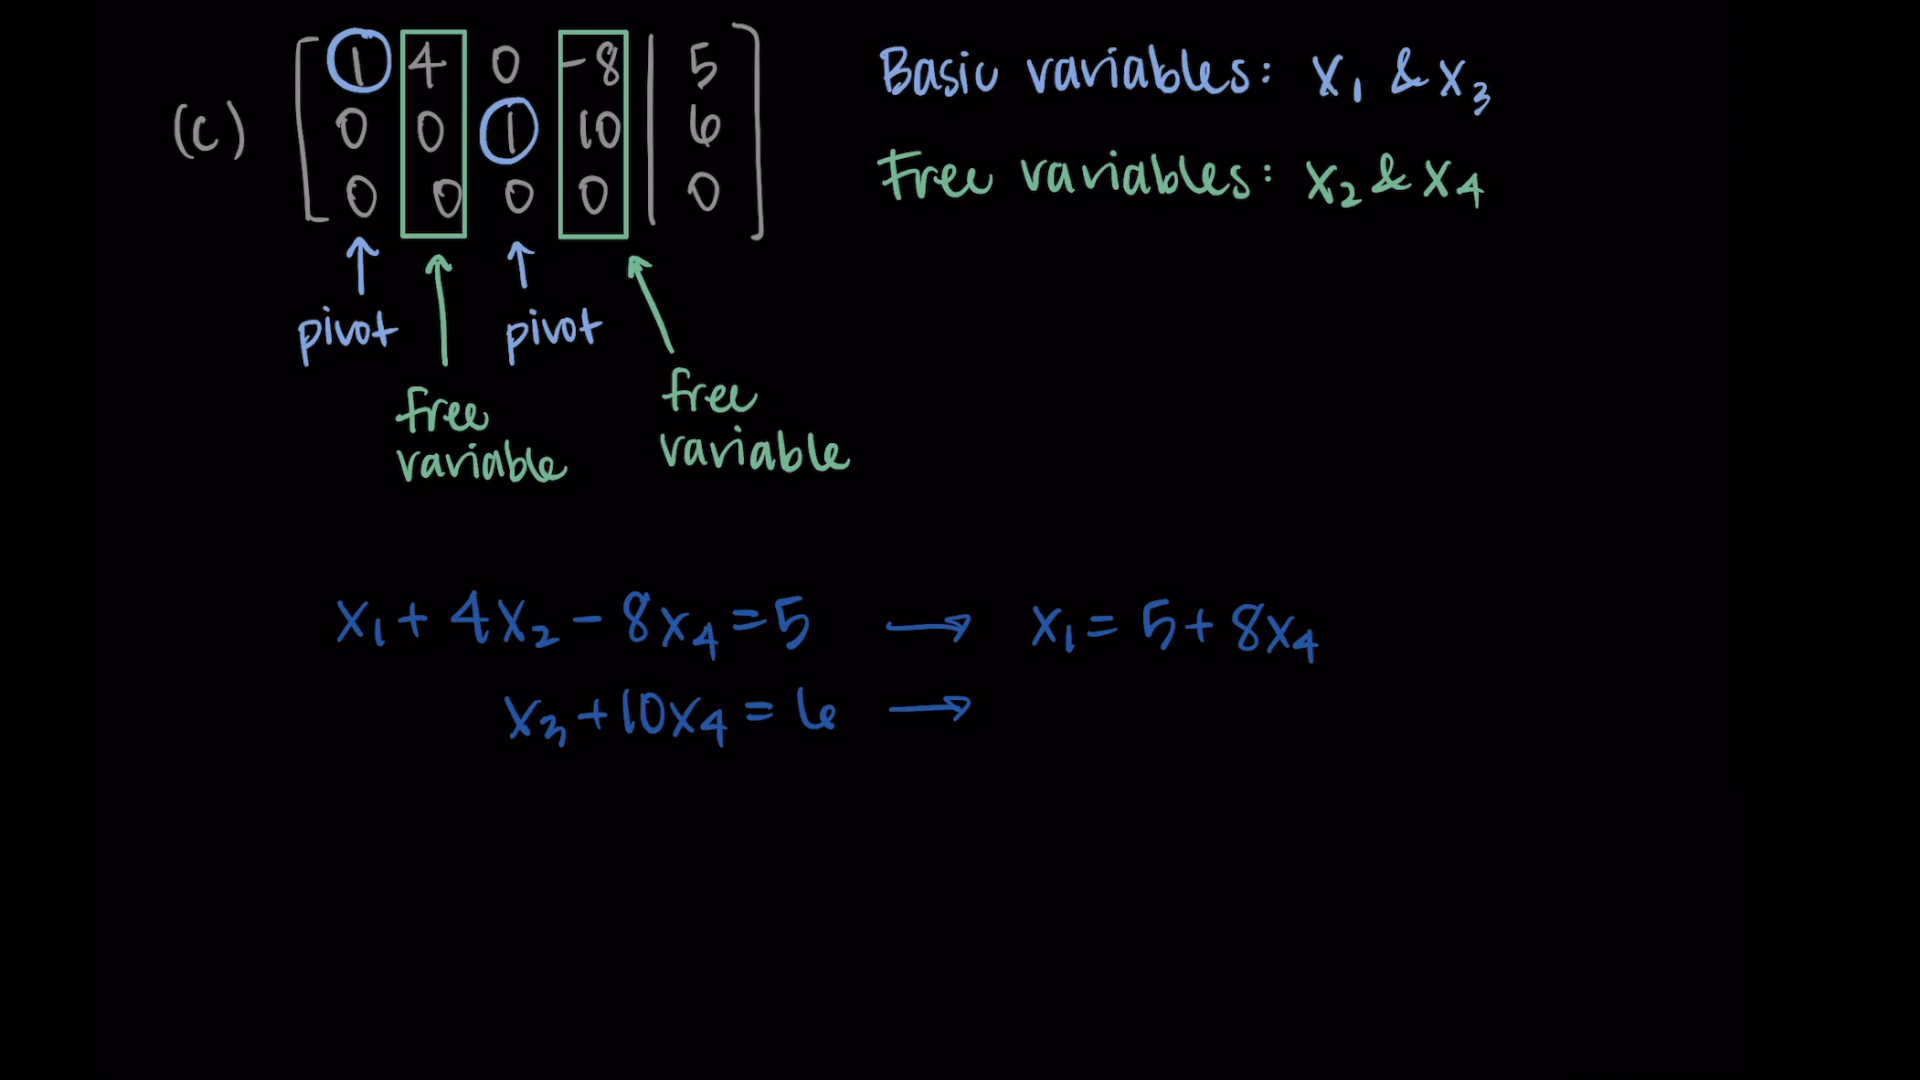 (c) [ 1 4 0 -8 | 5 ]
[ 0 0 1 10 | 6 ]
[ 0 0 0 0 | 0 ]
Basic variables: x₁ & x₃
Free variables: x₂ & x₄
pivot
pivot
free
variable
free
variable
x₁ + 4x₂ - 8x₄ = 5 → x₁ = 5 + 8x₄
x₃ + 10x₄ = 6 →